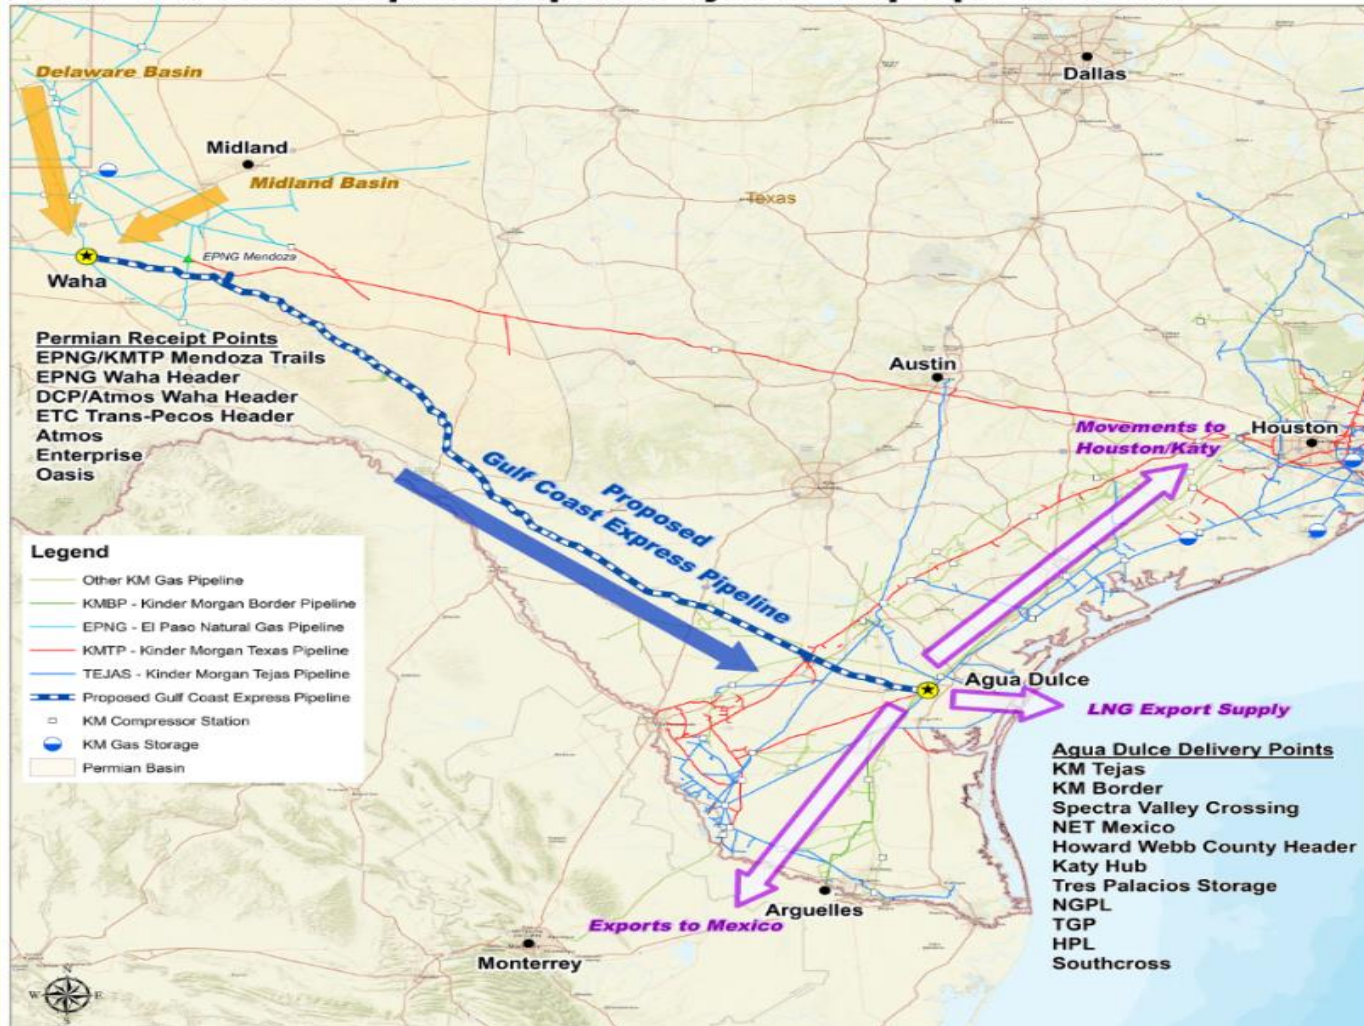 Delaware Basin
Dallas
Midland
Midland Basin
Texas
EPNG Mendoza
Waha
Permian Receipt Points
EPNG/KMTP Mendoza Trails
EPNG Waha Header
DCP/Atmos Waha Header
ETC Trans-Pecos Header
Atmos
Enterprise
Oasis
Austin
Movements to
Houston/Katy
Houston
Proposed
Gulf Coast Express Pipeline
Legend
Other KM Gas Pipeline
KMBP - Kinder Morgan Border Pipeline
EPNG - El Paso Natural Gas Pipeline
KMTP - Kinder Morgan Texas Pipeline
TEJAS - Kinder Morgan Tejas Pipeline
Proposed Gulf Coast Express Pipeline
KM Compressor Station
KM Gas Storage
Permian Basin
Agua Dulce
LNG Export Supply
Agua Dulce Delivery Points
KM Tejas
KM Border
Spectra Valley Crossing
NET Mexico
Howard Webb County Header
Katy Hub
Tres Palacios Storage
NGPL
TGP
HPL
Southcross
Arguelles
Exports to Mexico
Monterrey
N
W E
S